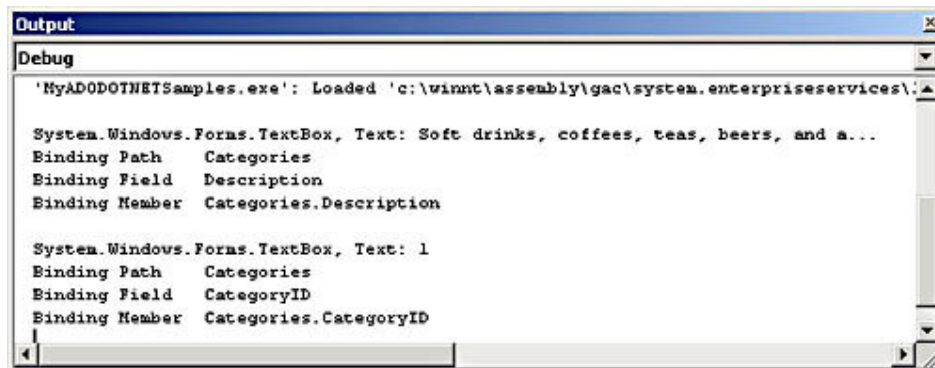 Output
Debug
'MyADODOTNETSamples.exe': Loaded 'c:\winnt\assembly\gac\system.enterpriseservices\
System.Windows.Forms.TextBox, Text: Soft drinks, coffees, teas, beers, and a...
Binding Path Categories
Binding Field Description
Binding Member Categories.Description
System.Windows.Forms.TextBox, Text: 1
Binding Path Categories
Binding Field CategoryID
Binding Member Categories.CategoryID